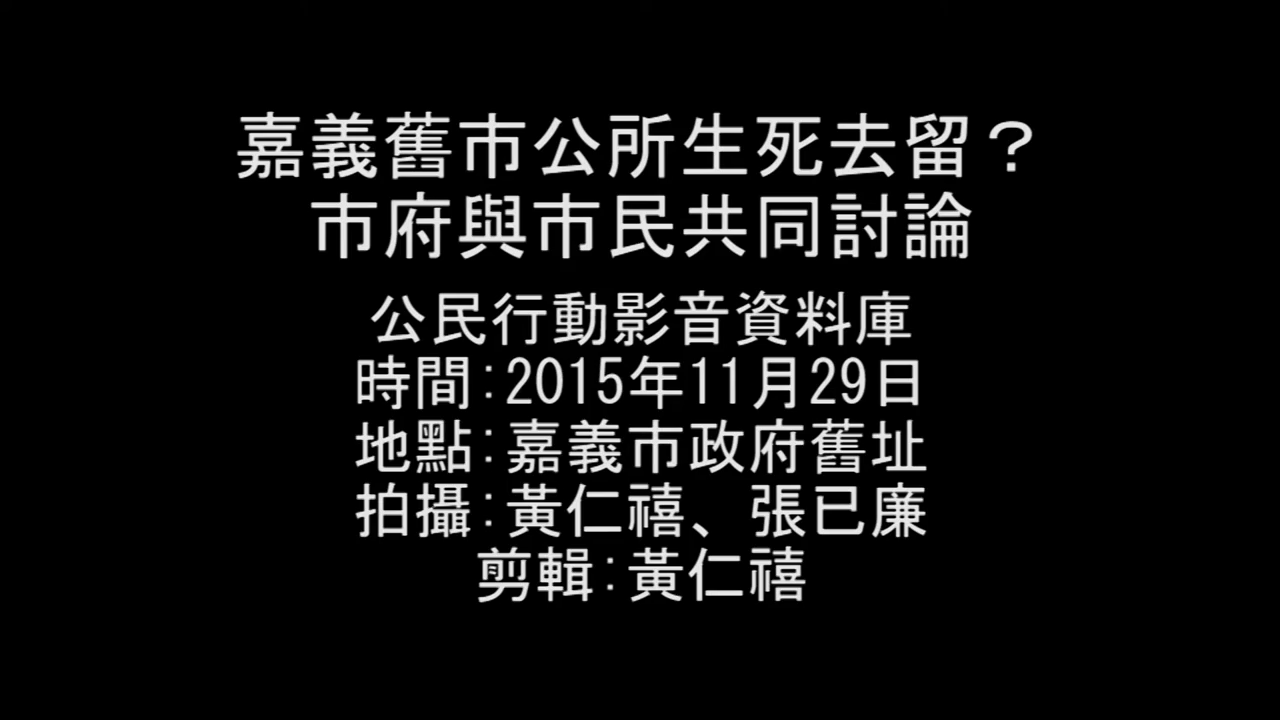 嘉義舊市公所生死去留？
市府與市民共同討論
公民行動影音資料庫
時間:2015年11月29日
地點:嘉義市政府舊址
拍攝:黃仁禧、張已廉
剪輯:黃仁禧